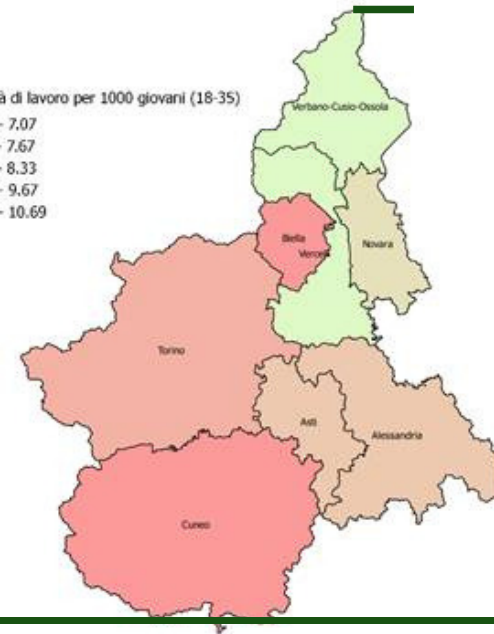 à di lavoro per 1000 giovani (18-35)
- 7.07
- 7.67
- 8.33
- 9.67
- 10.69
Verbano-Cusio-Ossola
Biella
Novara
Vercel
Torino
Asti
Alessandria
Cuneo